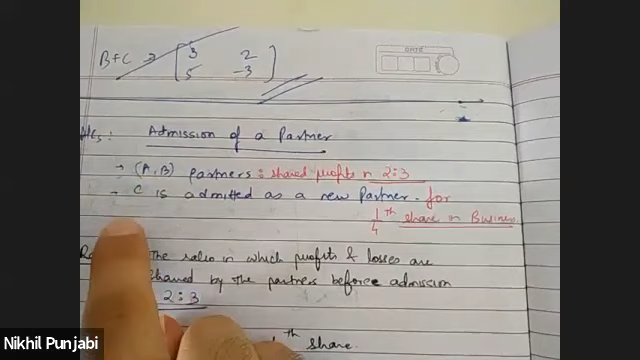 DATE
B+C → [ 3 2
5 -3 ]
Admission of a Partner
→ (A, B) partners : shared profits in 2:3
→ C is admitted as a new Partner. for
1/4 th share in Business.
The ratio in which profits & losses are
shared by the partners before admission
2:3
th share.
Nikhil Punjabi